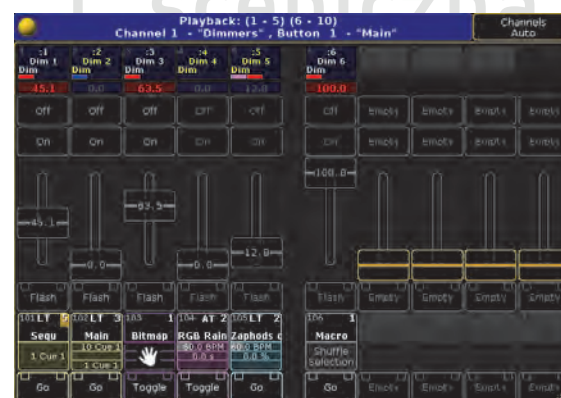 Playback: (1 - 5) (6 - 10)
Channel 1 - "Dimmers" , Button 1 - "Main"
Channels
Auto
:1 :2 :3 :4 :5 :6
Dim 1 Dim 2 Dim 3 Dim 4 Dim 5 Dim 6
Dim Dim Dim Dim Dim Dim
45.1 0.0 63.5 0.0 12.0 100.0
Off Off Off Off Off Off Empty Empty Empty Empty
On On On On On On Empty Empty Empty Empty
100.0
63.5
45.1
12.0
0.0 0.0
Flash Flash Flash Flash Flash Flash Empty Empty Empty Empty
101 LT 5 102 LT 3 103 1 104 AT 2 105 LT 2 106 1
Sequ Main Bitmap RGB Rain Zaphods c Macro
10 Cue 1 60.0 BPM 60.0 BPM Shuffle
0.0 s 0.0 % Selection
1 Cue 1 1 Cue 1
Go Go Toggle Toggle Go Go Empty Empty Empty Empty